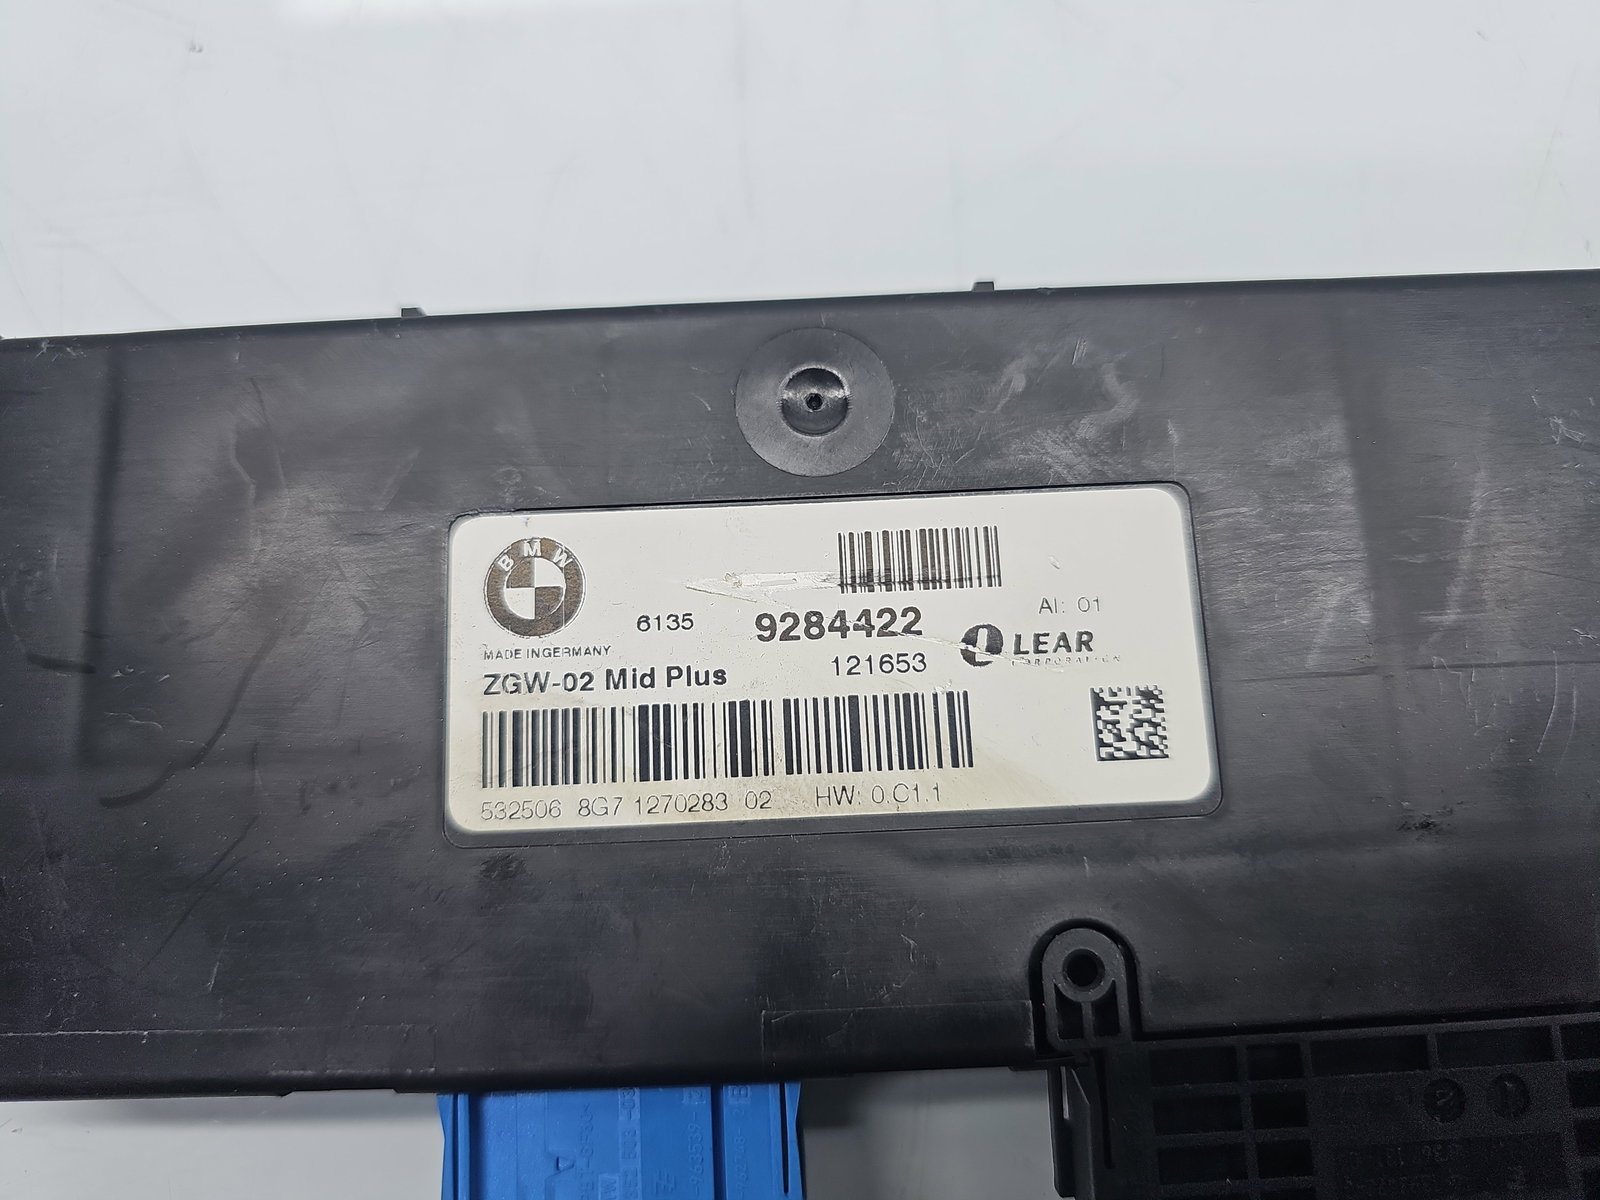 BMW
6135 9284422 AI: 01
MADE IN GERMANY
ZGW-02 Mid Plus 121653 LEAR
CORPORATION
532506 8G7 1270283 02 HW: 0.C1.1